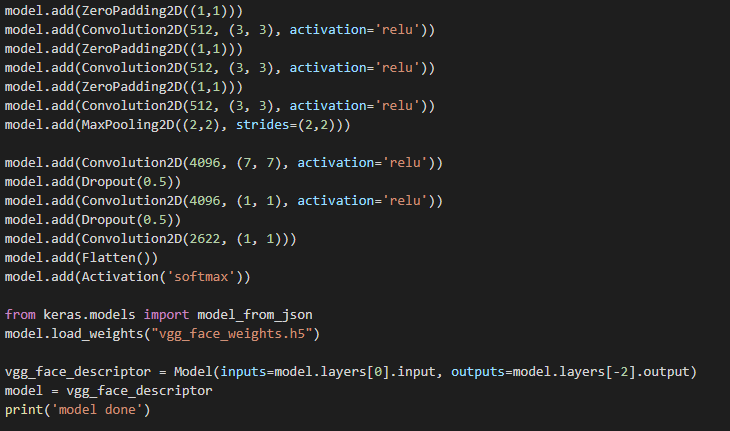 model.add(ZeroPadding2D((1,1)))
model.add(Convolution2D(512, (3, 3), activation='relu'))
model.add(ZeroPadding2D((1,1)))
model.add(Convolution2D(512, (3, 3), activation='relu'))
model.add(ZeroPadding2D((1,1)))
model.add(Convolution2D(512, (3, 3), activation='relu'))
model.add(MaxPooling2D((2,2), strides=(2,2)))
model.add(Convolution2D(4096, (7, 7), activation='relu'))
model.add(Dropout(0.5))
model.add(Convolution2D(4096, (1, 1), activation='relu'))
model.add(Dropout(0.5))
model.add(Convolution2D(2622, (1, 1)))
model.add(Flatten())
model.add(Activation('softmax'))
from keras.models import model_from_json
model.load_weights("vgg_face_weights.h5")
vgg_face_descriptor = Model(inputs=model.layers[0].input, outputs=model.layers[-2].output)
model = vgg_face_descriptor
print('model done')